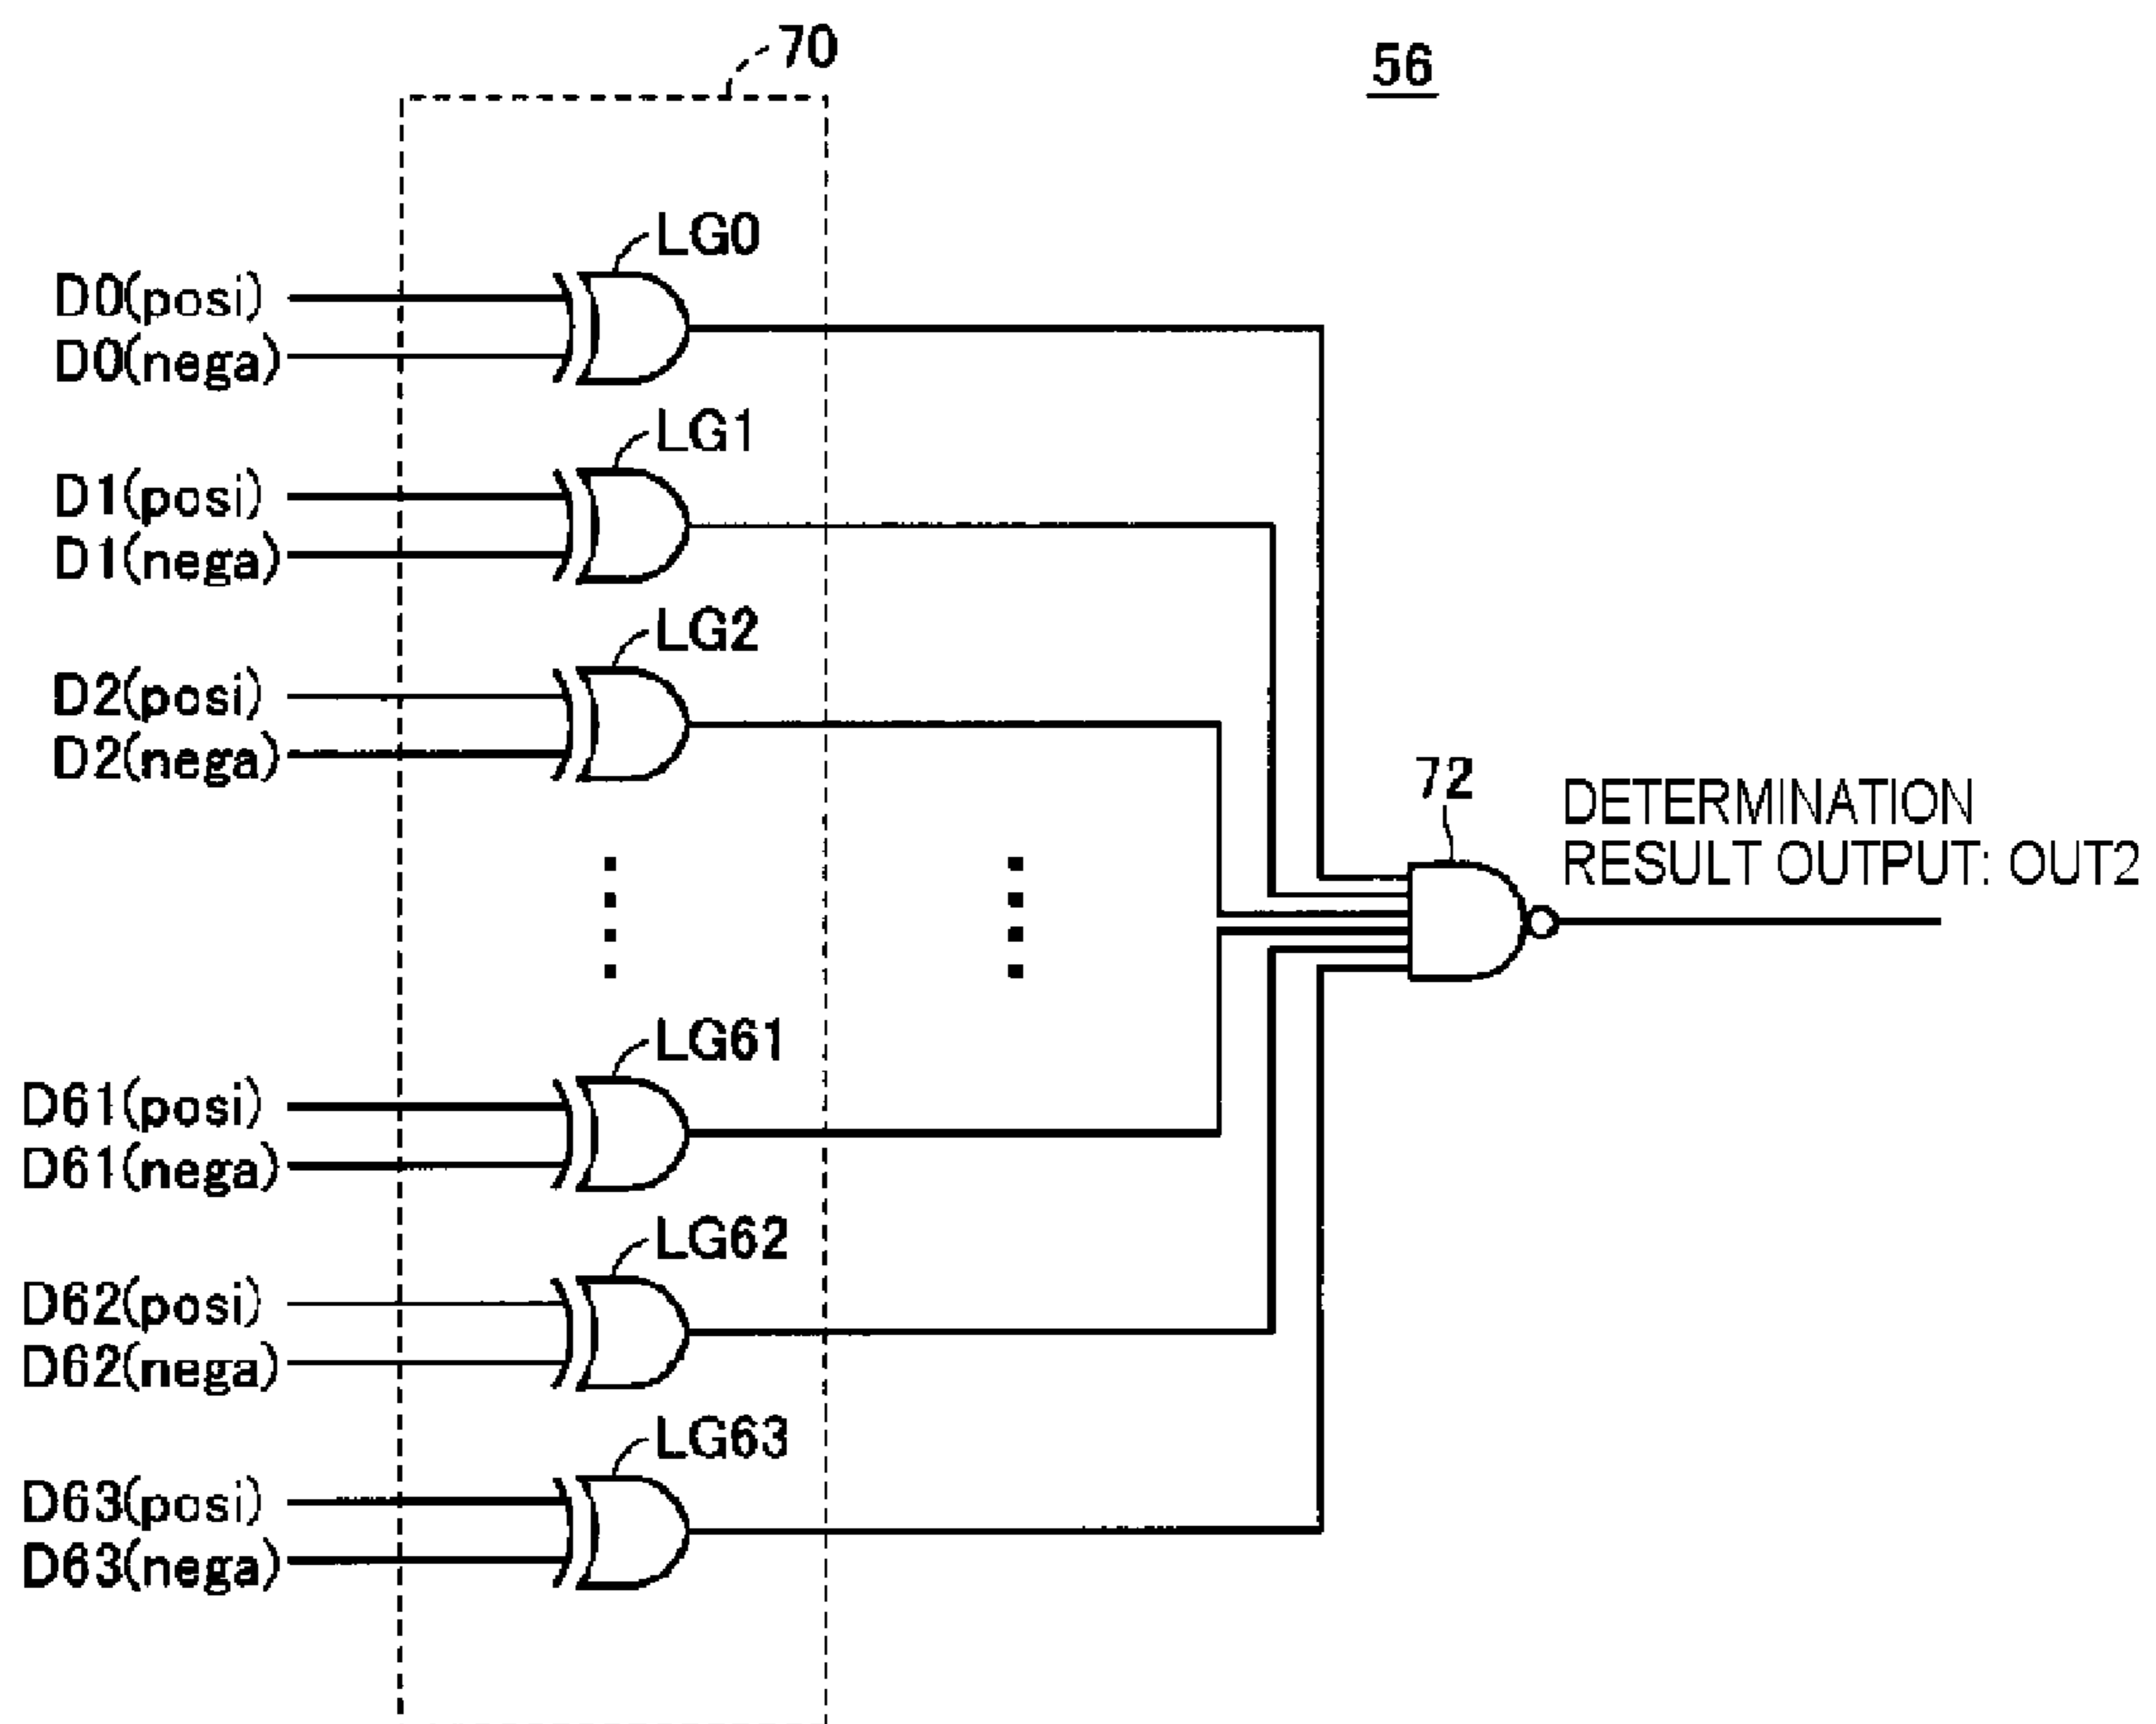 70
56
LG0
D0(posi)
D0(nega)
LG1
D1(posi)
D1(nega)
LG2
D2(posi)
D2(nega)
72
DETERMINATION
RESULT OUTPUT: OUT2
LG61
D61(posi)
D61(nega)
LG62
D62(posi)
D62(nega)
LG63
D63(posi)
D63(nega)